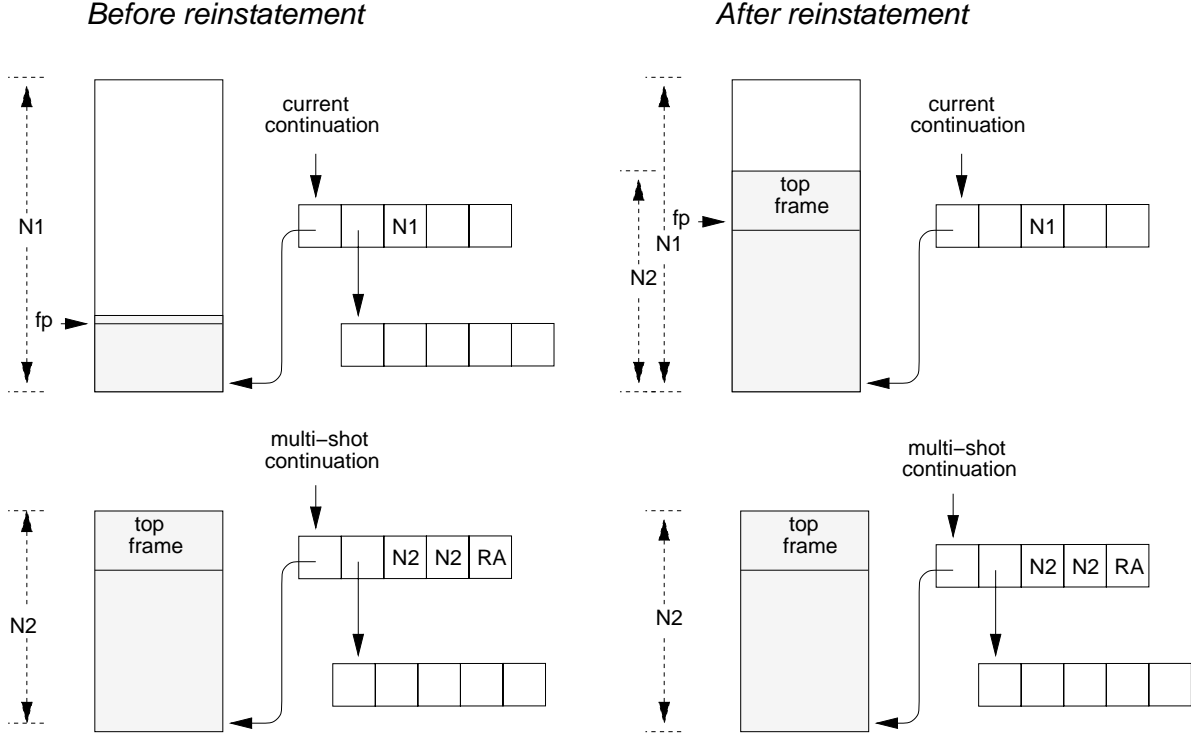 Before reinstatement
After reinstatement
current
continuation
N1
N1
fp
current
continuation
top
frame
fp
N1
N2
N1
multi−shot
continuation
top
frame
N2
N2
N2
RA
multi−shot
continuation
top
frame
N2
N2
N2
RA